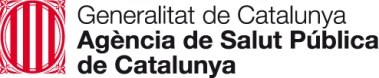 Generalitat de Catalunya
Agència de Salut Pública
de Catalunya